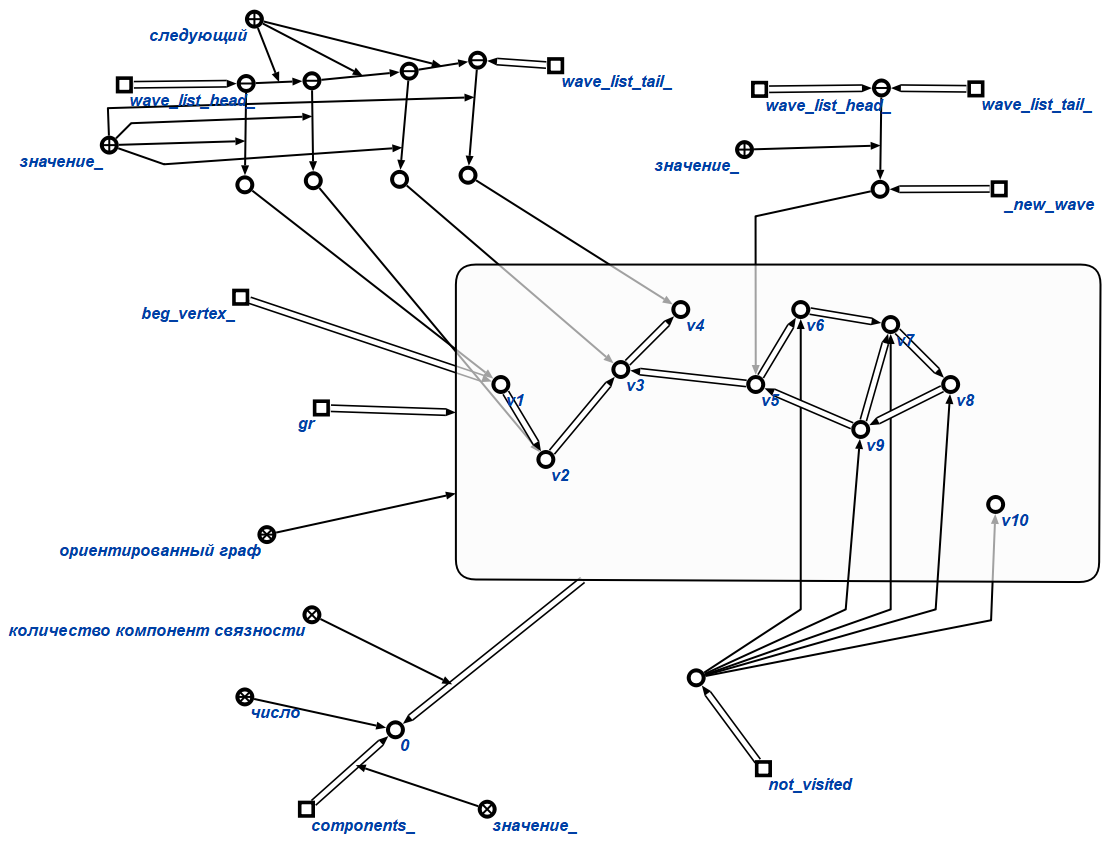 следующий
wave_list_head_
wave_list_tail_
wave_list_head_
wave_list_tail_
значение_
значение_
_new_wave
beg_vertex_
v4
v6
v7
v3
v1
v5
v8
gr
v9
v2
v10
ориентированный граф
количество компонент связности
число
0
not_visited
components_
значение_